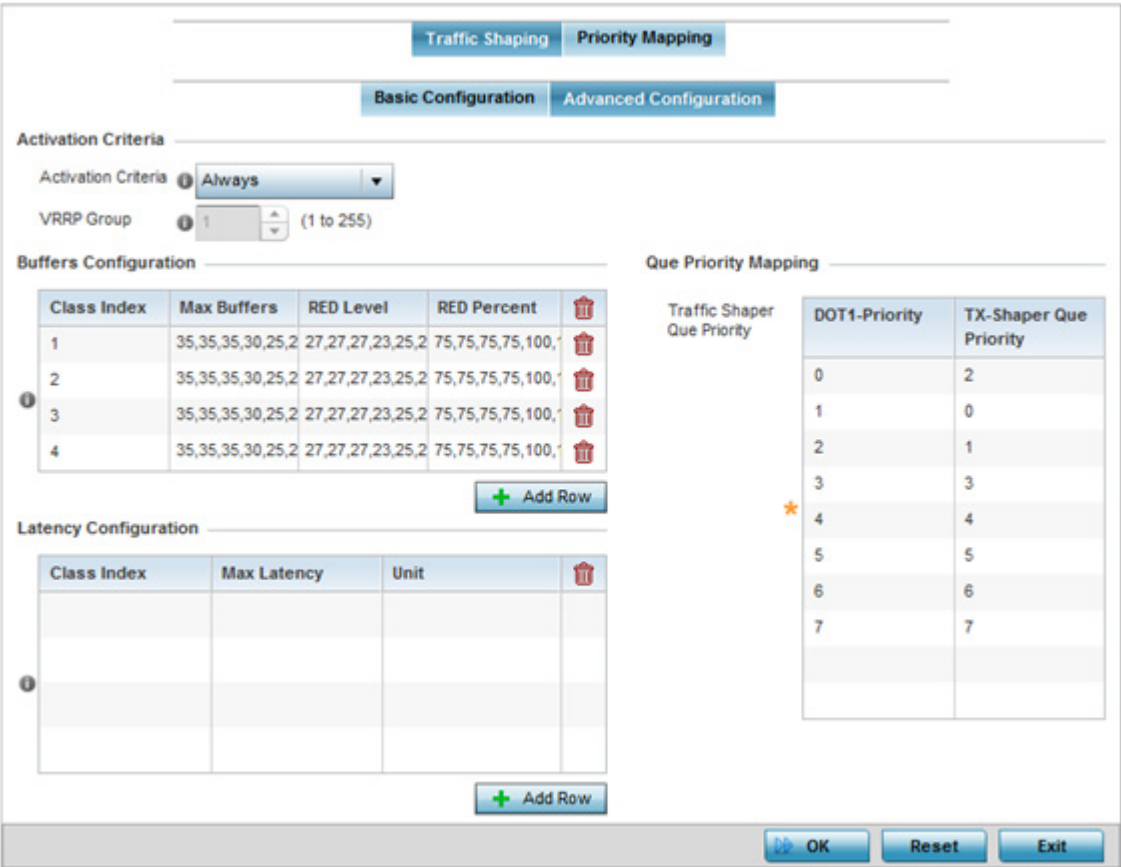 Traffic Shaping Priority Mapping
Basic Configuration Advanced Configuration
Activation Criteria
Activation Criteria Always
VRRP Group 1 (1 to 255)
Buffers Configuration
Class Index Max Buffers RED Level RED Percent
1 35,35,35,30,25,2 27,27,27,23,25,2 75,75,75,75,100,1
2 35,35,35,30,25,2 27,27,27,23,25,2 75,75,75,75,100,1
3 35,35,35,30,25,2 27,27,27,23,25,2 75,75,75,75,100,1
4 35,35,35,30,25,2 27,27,27,23,25,2 75,75,75,75,100,1
Add Row
Latency Configuration
Class Index Max Latency Unit
Add Row
Que Priority Mapping
Traffic Shaper
Que Priority
*
DOT1-Priority TX-Shaper Que
Priority
0 2
1 0
2 1
3 3
4 4
5 5
6 6
7 7
OK Reset Exit